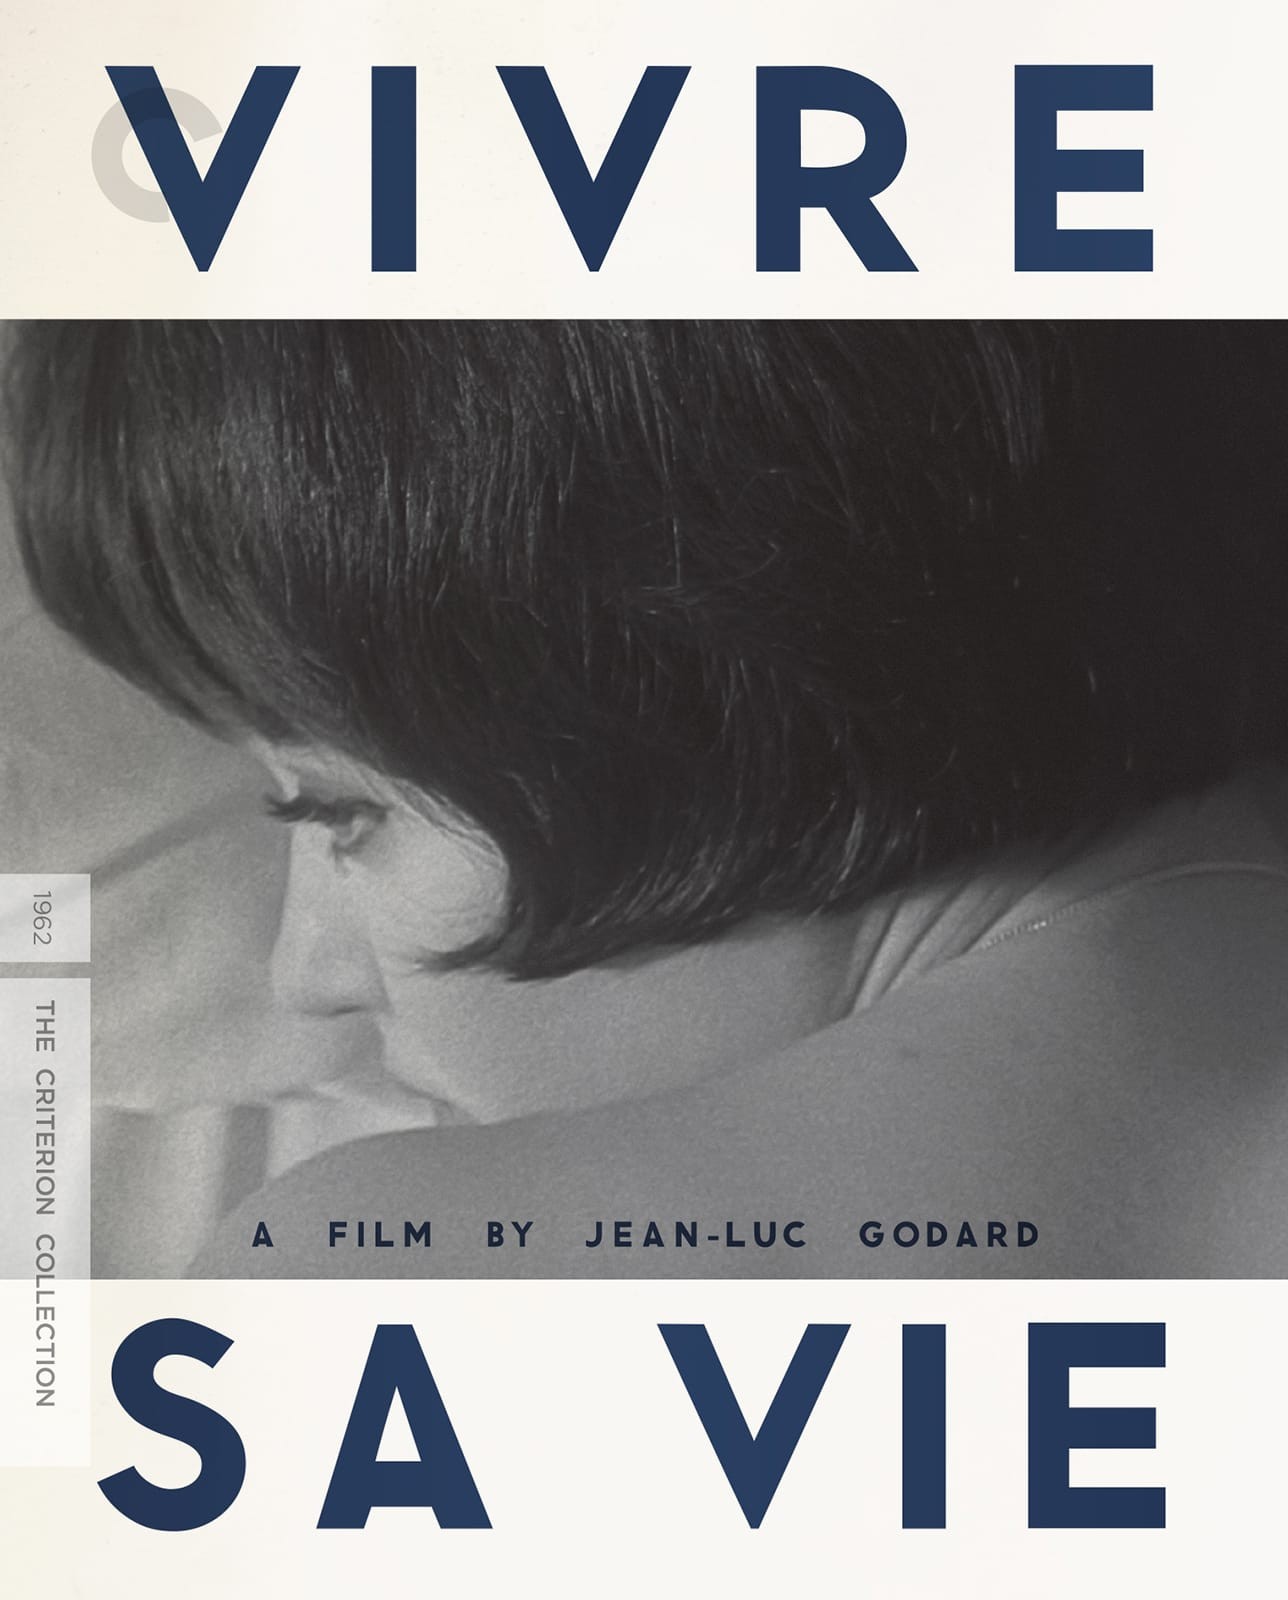 VIVRE
1962
THE CRITERION COLLECTION
A FILM BY JEAN-LUC GODARD
SA VIE